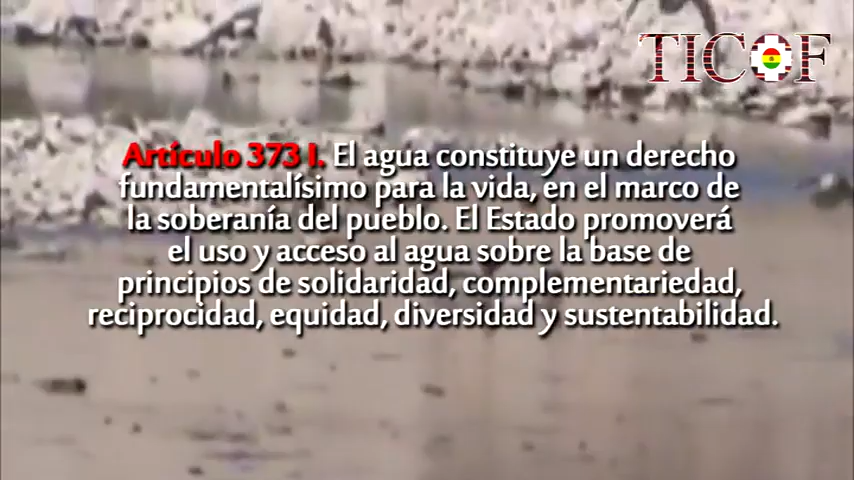 TICOF
Artículo 373 I. El agua constituye un derecho
fundamentalísimo para la vida, en el marco de
la soberanía del pueblo. El Estado promoverá
el uso y acceso al agua sobre la base de
principios de solidaridad, complementariedad,
reciprocidad, equidad, diversidad y sustentabilidad.